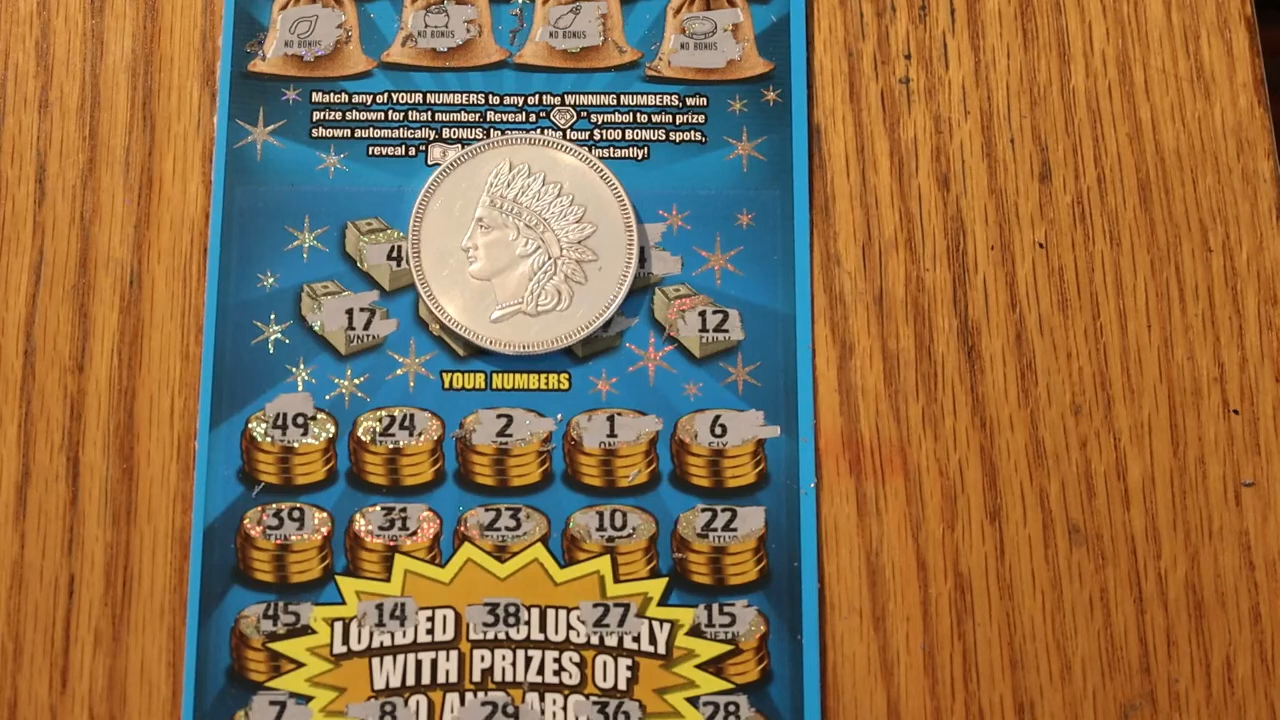 NO BONUS NO BONUS NO BONUS NO BONUS
Match any of YOUR NUMBERS to any of the WINNING NUMBERS, win
prize shown for that number. Reveal a " " symbol to win prize
shown automatically. BONUS: In any of the four $100 BONUS spots,
reveal a " instantly!
LIBERTY
17 12
YOUR NUMBERS
49 24 2 1 6
39 31 23 10 22
45 14 38 27 15
LOADED EXCLUSIVELY
WITH PRIZES OF
7 8 29 36 28